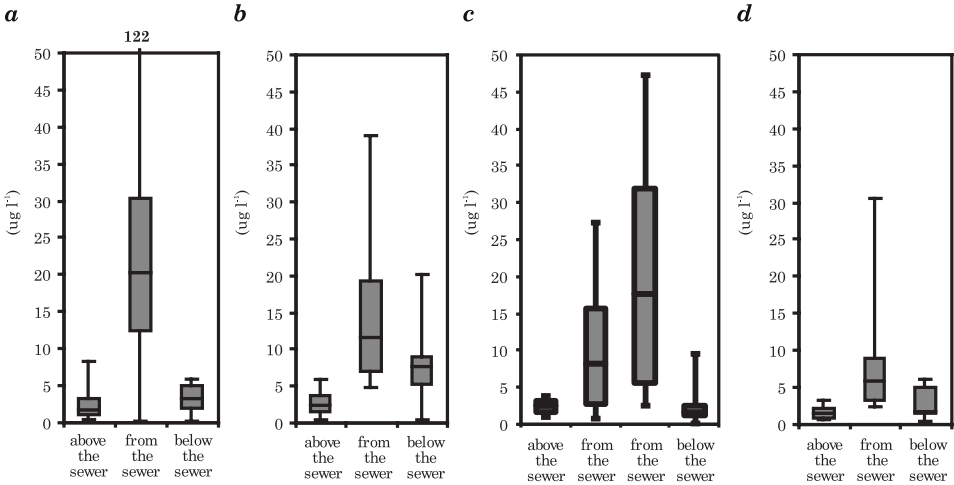 a b c d
122
50 50 50 50
45 45 45 45
40 40 40 40
35 35 35 35
30 30 30 30
25 25 25 25
20 20 20 20
15 15 15 15
10 10 10 10
5 5 5 5
0 0 0 0
(ug l⁻¹) (ug l⁻¹) (ug l⁻¹) (ug l⁻¹)
above from below above from below above from from below above from below
the the the the the the the the the the the the the
sewer sewer sewer sewer sewer sewer sewer sewer sewer sewer sewer sewer sewer